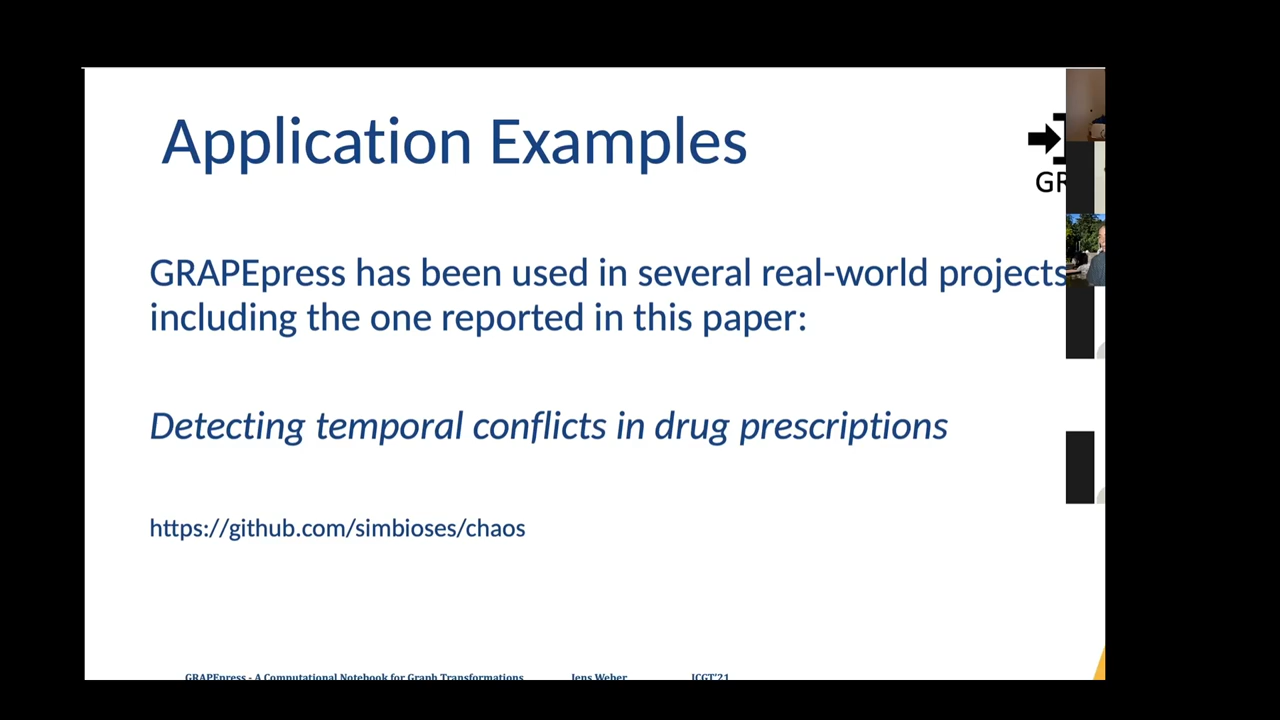 Application Examples
GR
GRAPEpress has been used in several real-world projects
including the one reported in this paper:
Detecting temporal conflicts in drug prescriptions
https://github.com/simbioses/chaos
GRAPEpress - A Computational Notebook for Graph Transformations Jens Weber ICGT'21